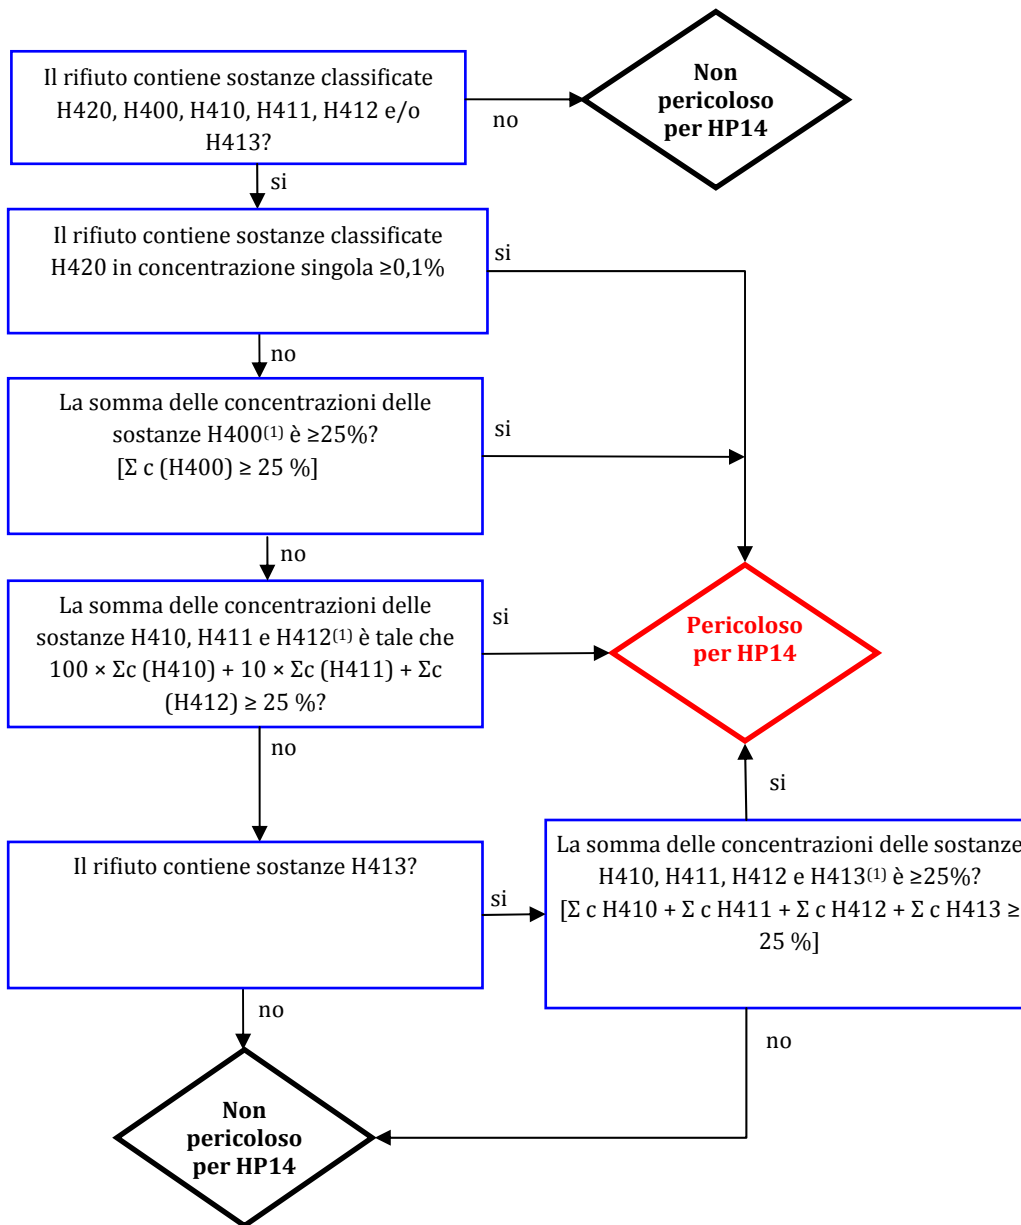 Il rifiuto contiene sostanze classificate
H420, H400, H410, H411, H412 e/o
H413?
no
Non
pericoloso
per HP14
si
Il rifiuto contiene sostanze classificate
H420 in concentrazione singola ≥0,1%
si
no
La somma delle concentrazioni delle
sostanze H400(1) è ≥25%?
[Σ c (H400) ≥ 25 %]
si
no
La somma delle concentrazioni delle
sostanze H410, H411 e H412(1) è tale che
100 × Σc (H410) + 10 × Σc (H411) + Σc
(H412) ≥ 25 %?
si
Pericoloso
per HP14
no
si
Il rifiuto contiene sostanze H413?
si
La somma delle concentrazioni delle sostanze
H410, H411, H412 e H413(1) è ≥25%?
[Σ c H410 + Σ c H411 + Σ c H412 + Σ c H413 ≥
25 %]
no
no
Non
pericoloso
per HP14